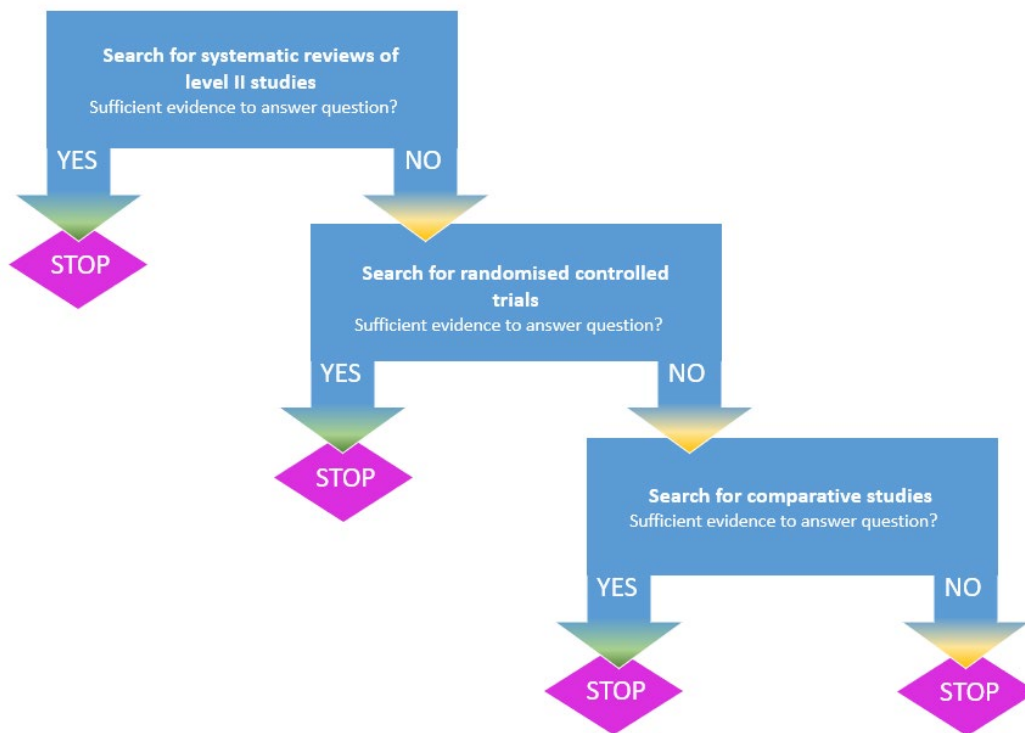 Search for systematic reviews of
level II studies
Sufficient evidence to answer question?
YES
NO
STOP
Search for randomised controlled
trials
Sufficient evidence to answer question?
YES
NO
STOP
Search for comparative studies
Sufficient evidence to answer question?
YES
NO
STOP
STOP